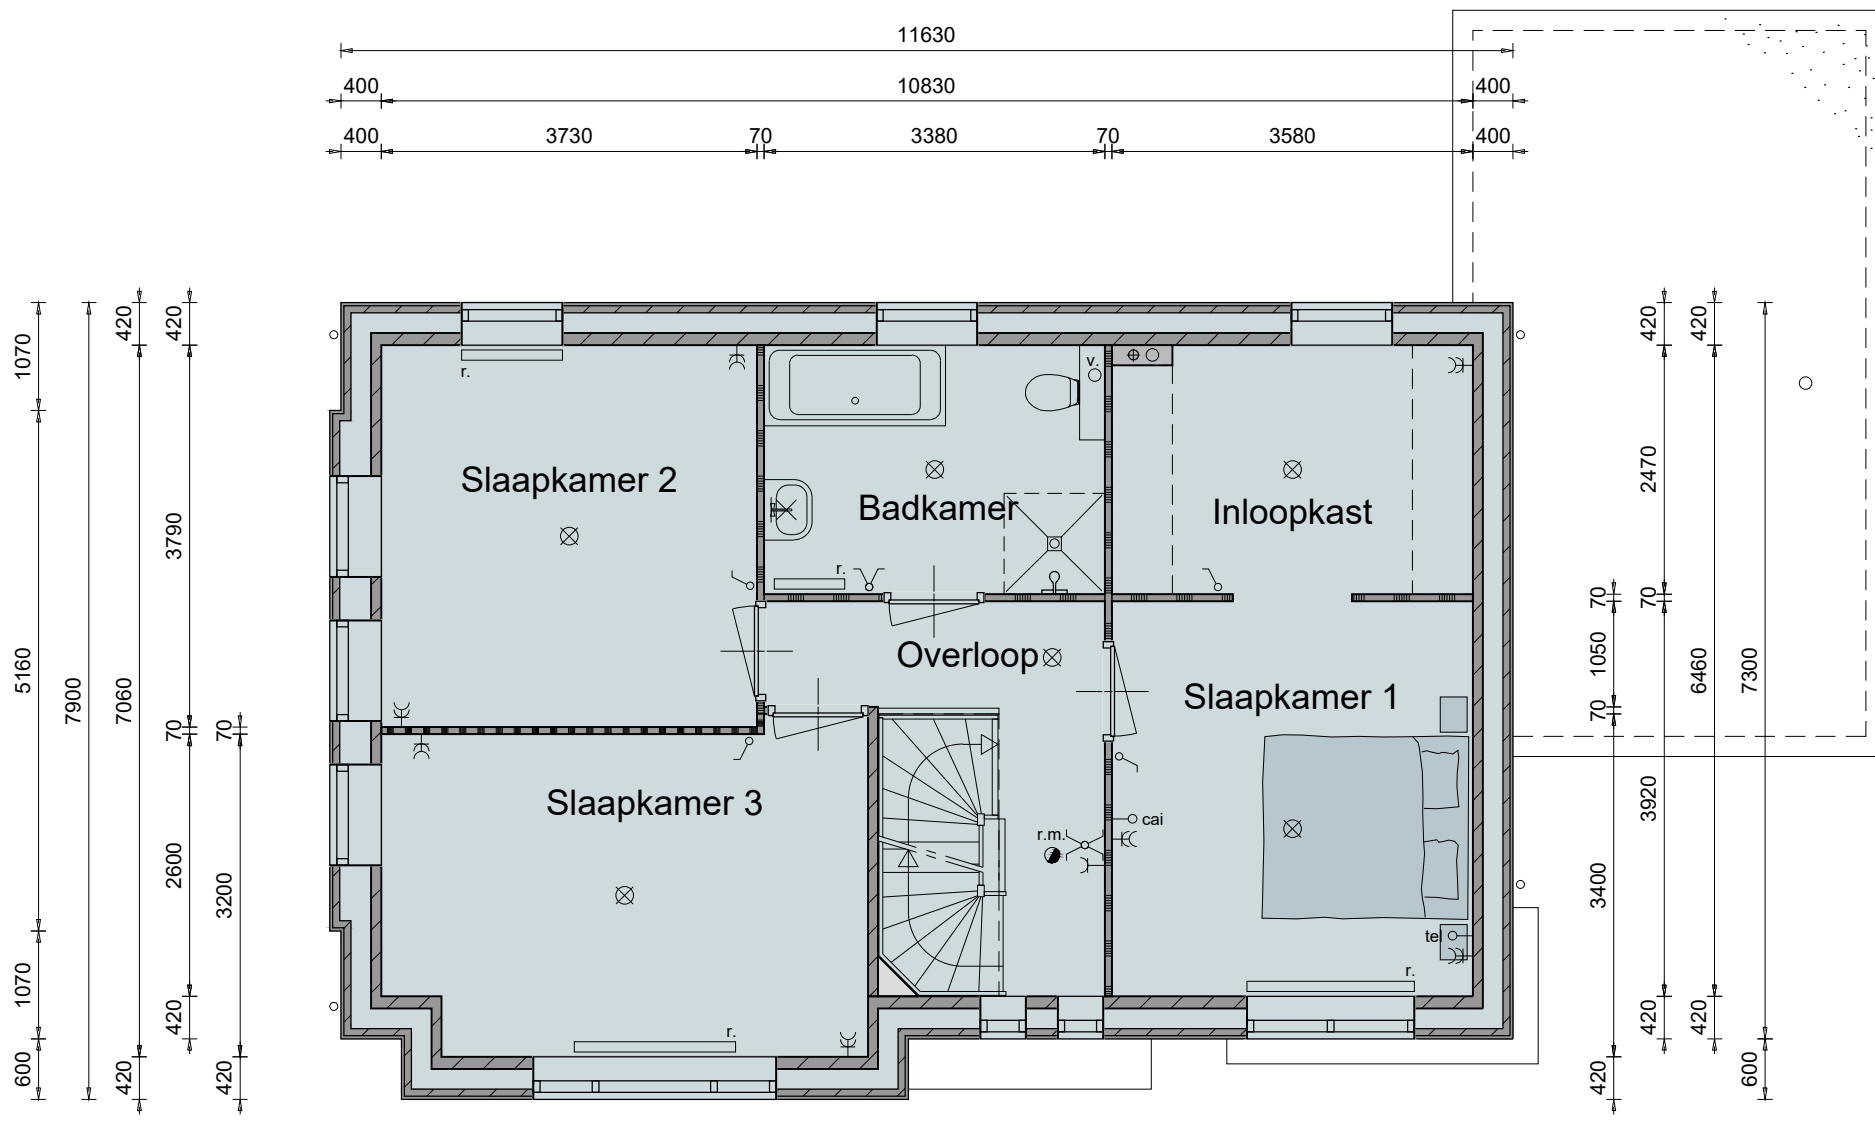 11630
400 10830 400
400 3730 70 3380 70 3580 400
1070 5160 1070 600
7900
420 7060 420
420 3790 70 2600 420
70 3200 420
r.
v.
Slaapkamer 2
Badkamer
Inloopkast
r.
Overloop
Slaapkamer 1
Slaapkamer 3
cai
r.m.
tel
r.
r.
70 1050 70 3400 420
420 2470 70 3920 420
420 6460 420
7300 600